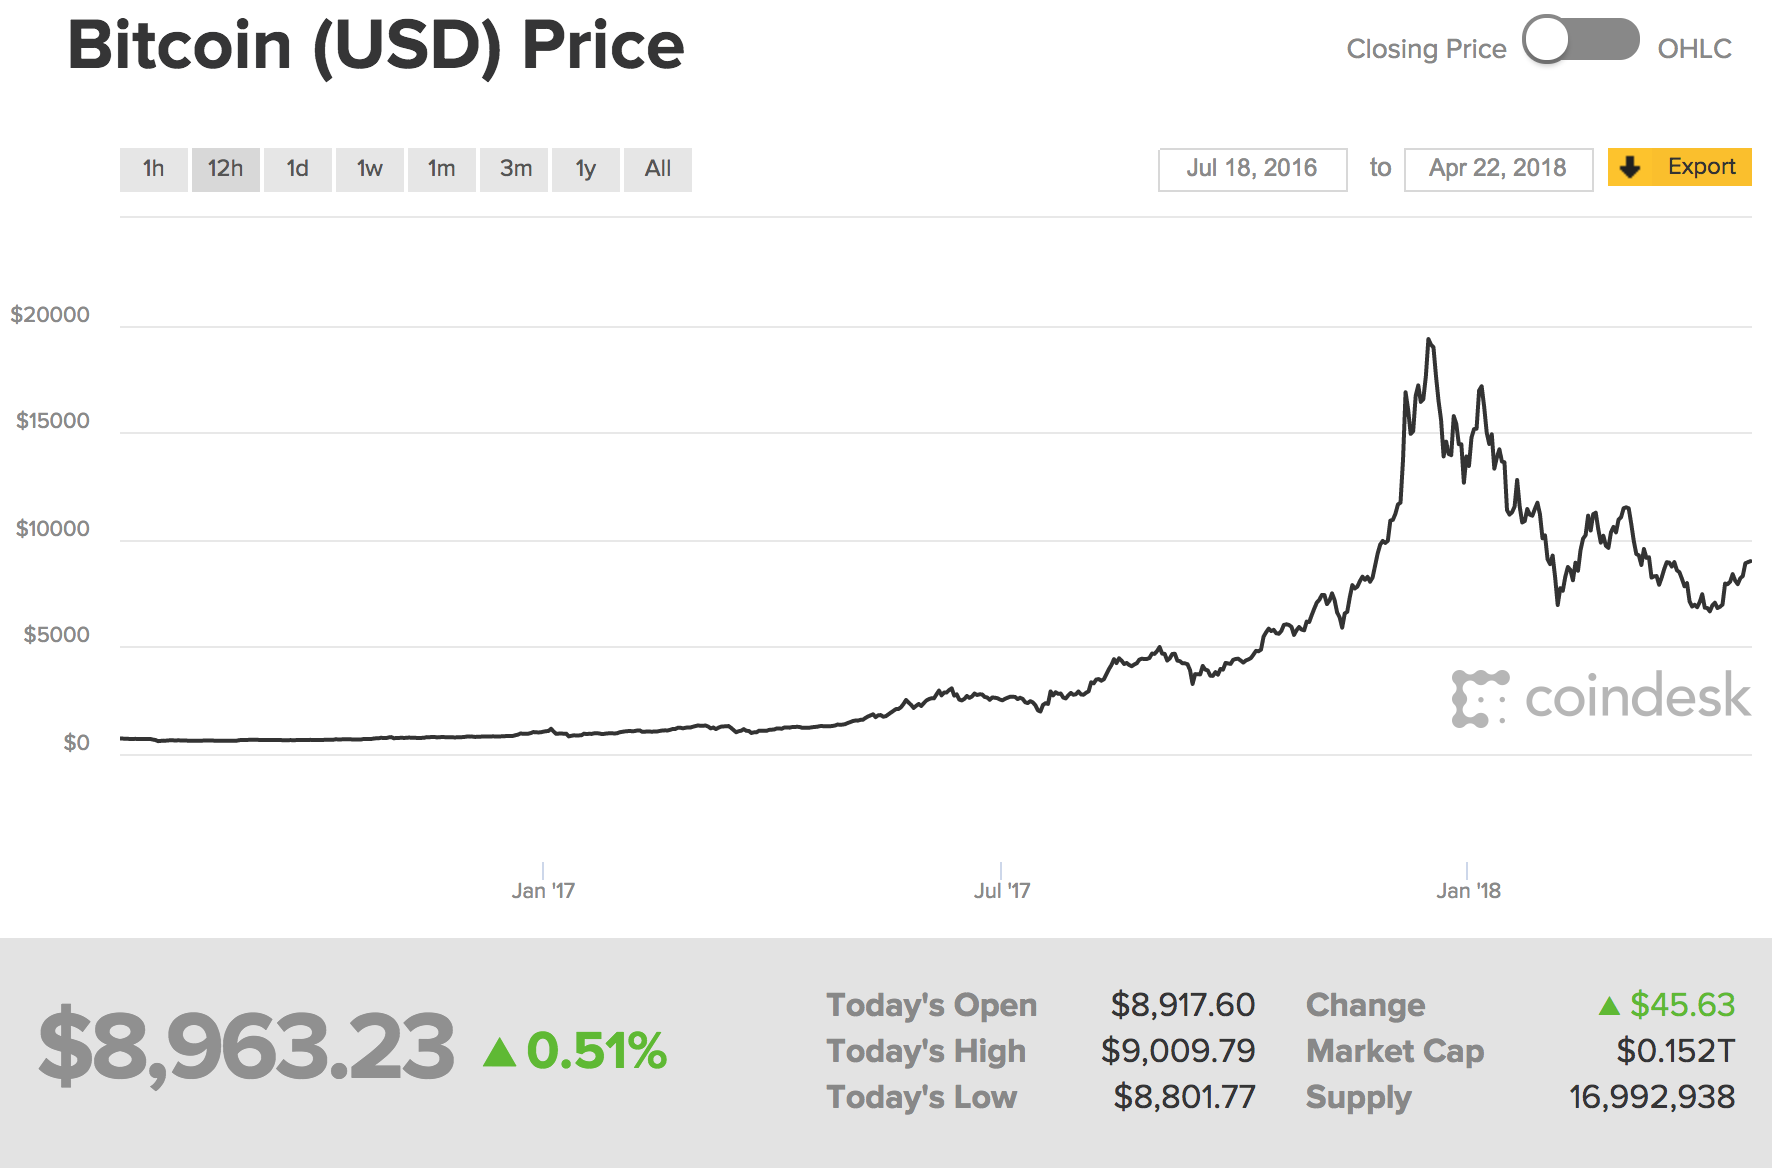 Bitcoin (USD) Price
Closing Price OHLC
1h 12h 1d 1w 1m 3m 1y All
Jul 18, 2016 to Apr 22, 2018 Export
$20000
$15000
$10000
$5000
$0
coindesk
Jan '17 Jul '17 Jan '18
$8,963.23 ▲ 0.51%
Today's Open $8,917.60
Today's High $9,009.79
Today's Low $8,801.77
Change ▲ $45.63
Market Cap $0.152T
Supply 16,992,938